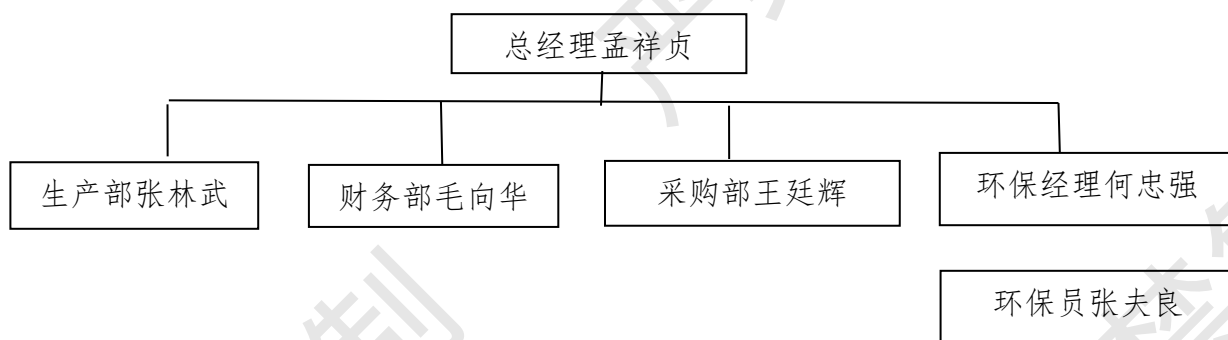 总经理孟祥贞
生产部张林武
财务部毛向华
采购部王廷辉
环保经理何忠强
环保员张夫良
制